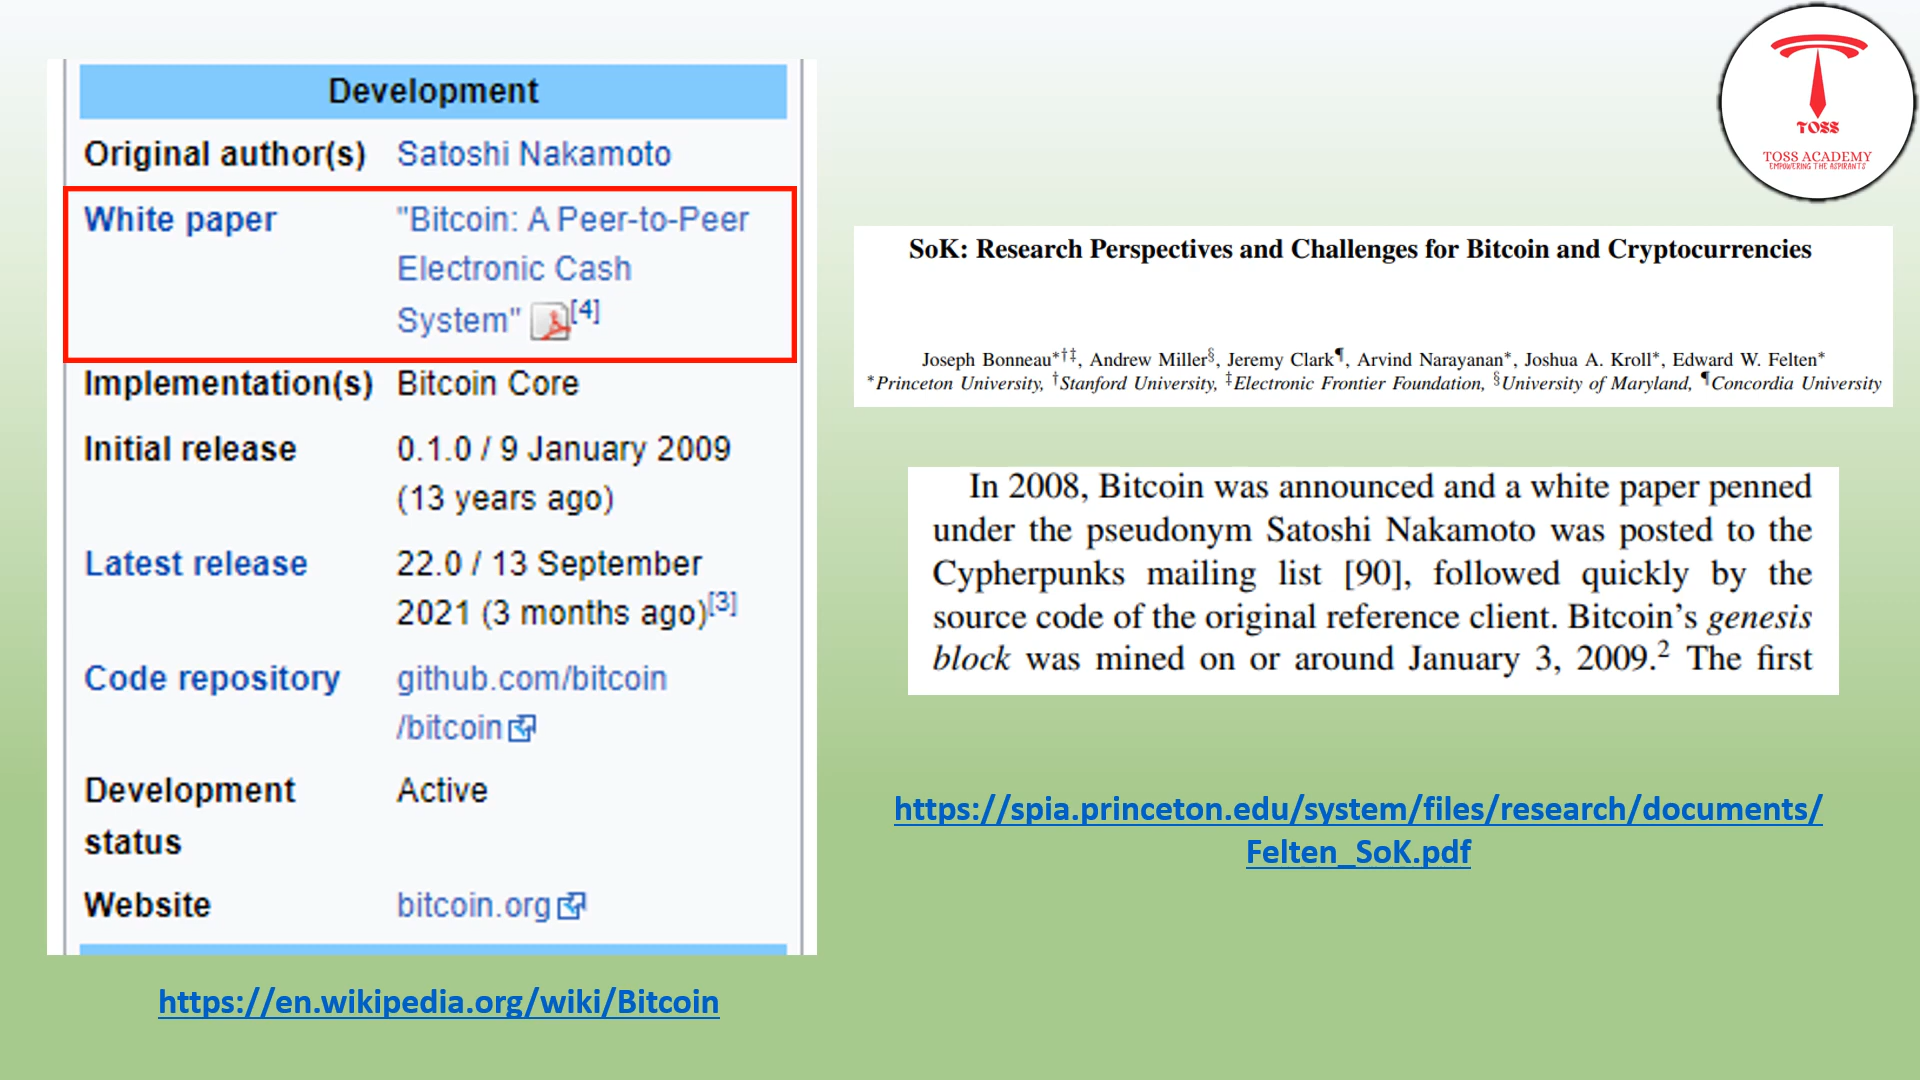 Development
Original author(s) Satoshi Nakamoto
White paper "Bitcoin: A Peer-to-Peer
Electronic Cash
System" [4]
Implementation(s) Bitcoin Core
Initial release 0.1.0 / 9 January 2009
(13 years ago)
Latest release 22.0 / 13 September
2021 (3 months ago)[3]
Code repository github.com/bitcoin
/bitcoin
Development Active
status
Website bitcoin.org
https://en.wikipedia.org/wiki/Bitcoin
TOSS
TOSS ACADEMY
EMPOWERING THE ASPIRANTS
SoK: Research Perspectives and Challenges for Bitcoin and Cryptocurrencies
Joseph Bonneau*†‡, Andrew Miller§, Jeremy Clark¶, Arvind Narayanan*, Joshua A. Kroll*, Edward W. Felten*
*Princeton University, †Stanford University, ‡Electronic Frontier Foundation, §University of Maryland, ¶Concordia University
In 2008, Bitcoin was announced and a white paper penned
under the pseudonym Satoshi Nakamoto was posted to the
Cypherpunks mailing list [90], followed quickly by the
source code of the original reference client. Bitcoin's genesis
block was mined on or around January 3, 2009.2 The first
https://spia.princeton.edu/system/files/research/documents/
Felten_SoK.pdf